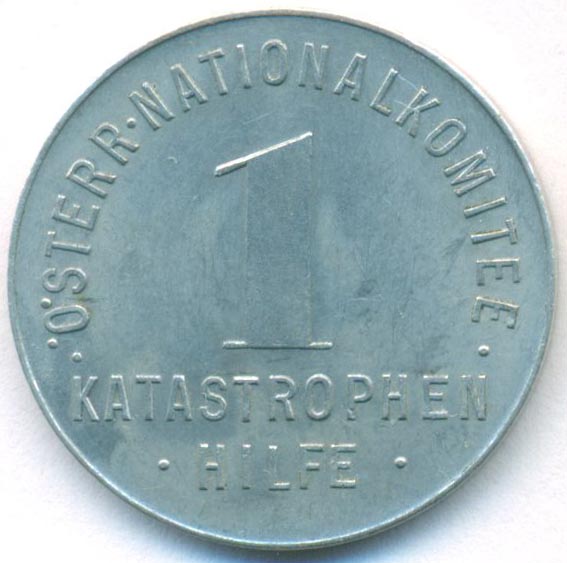 ÖSTERR·NATIONALKOMITEE
1
KATASTROPHEN
· HILFE ·